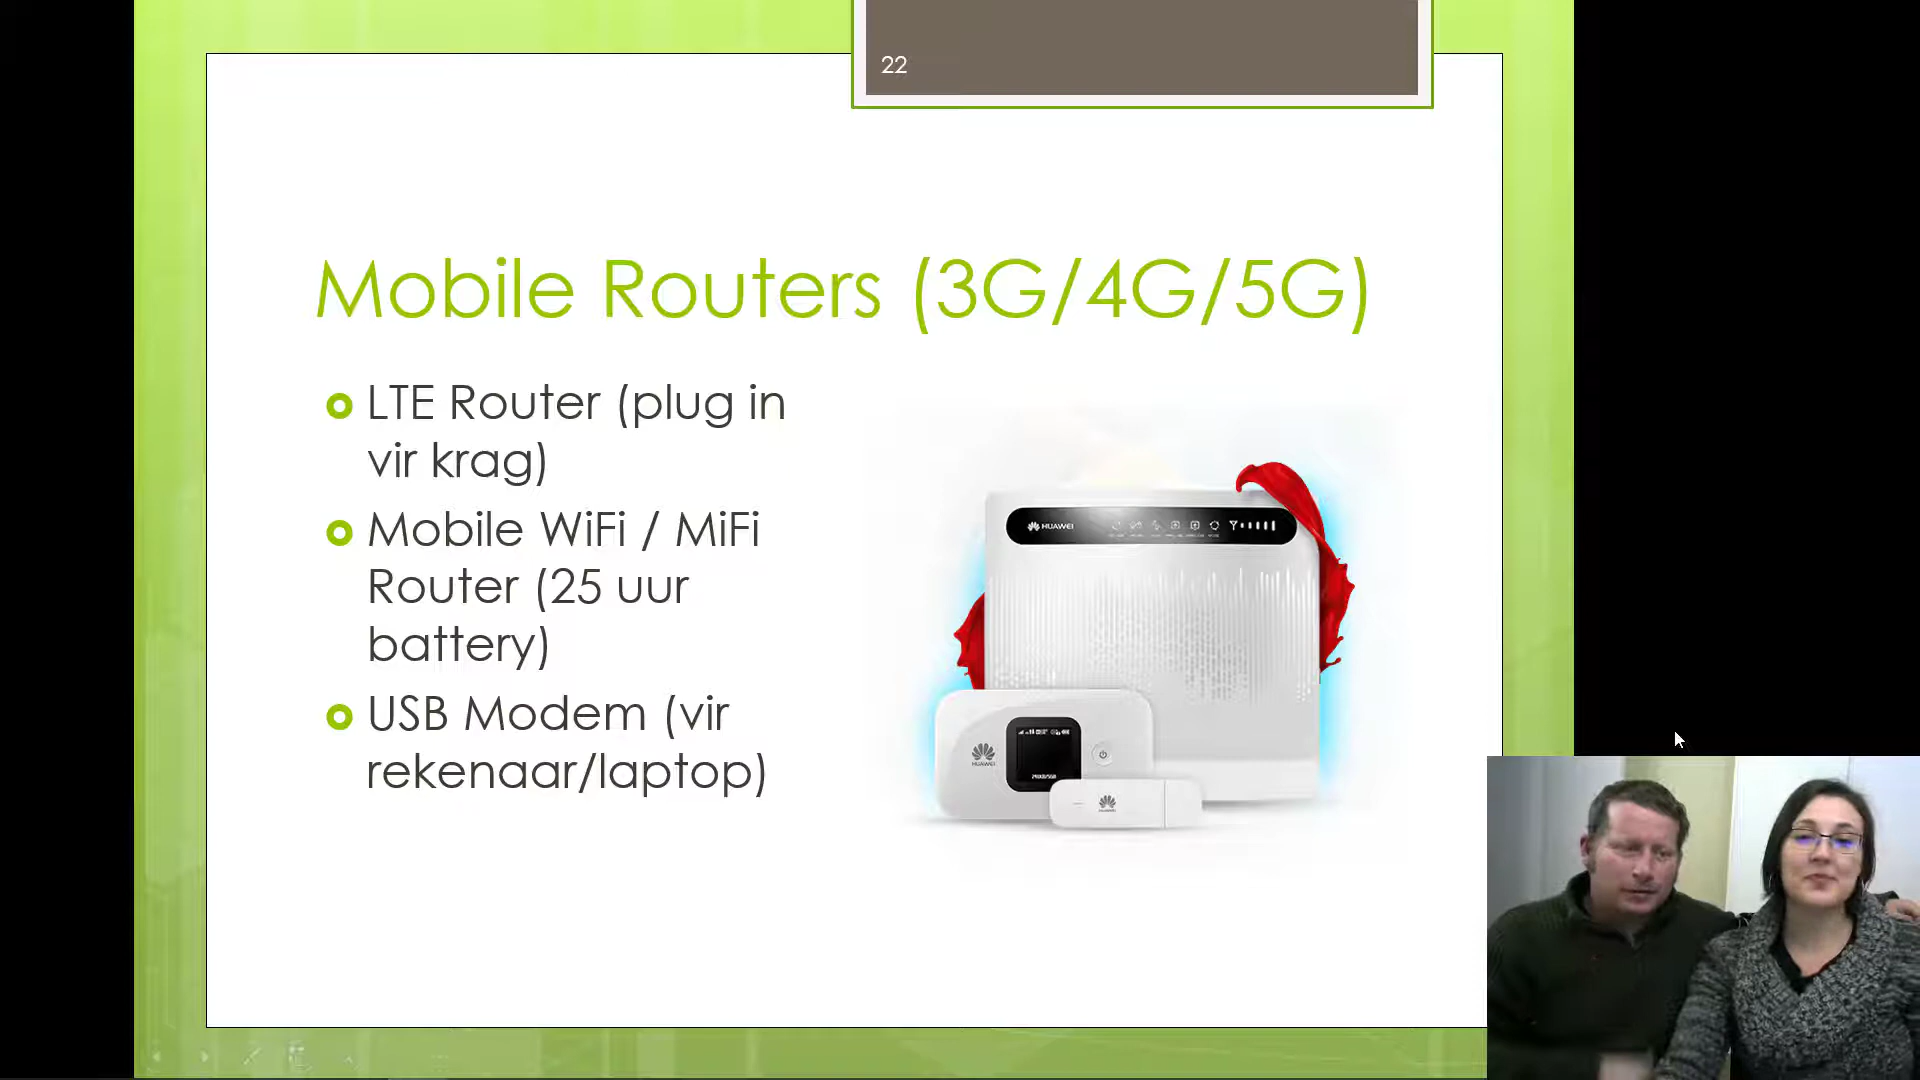 22
Mobile Routers (3G/4G/5G)
LTE Router (plug in
vir krag)
Mobile WiFi / MiFi
Router (25 uur
battery)
USB Modem (vir
rekenaar/laptop)
HUAWEI
HUAWEI